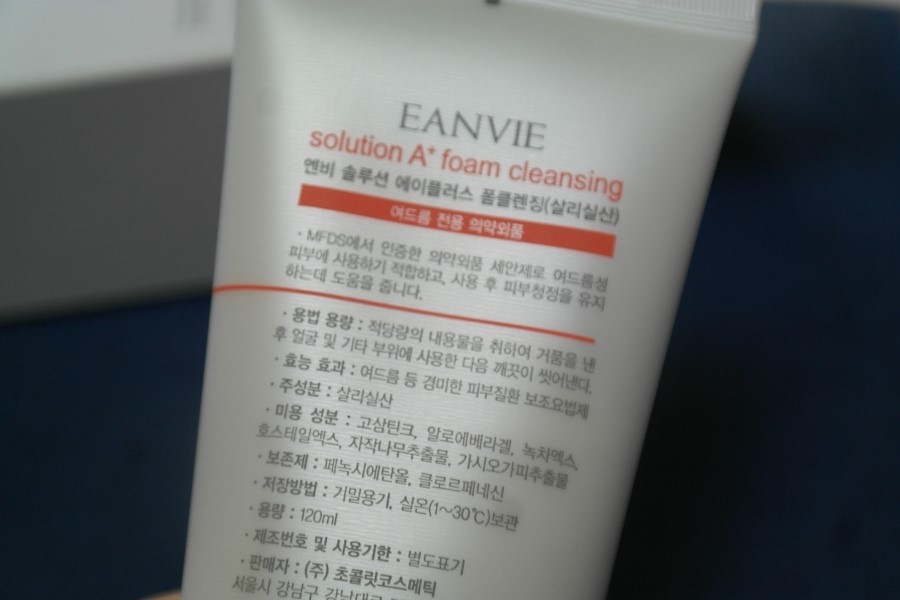 EANVIE
solution A+ foam cleansing
엔비 솔루션 에이플러스 폼클렌징(살리실산)
여드름 전용 의약외품
· MFDS에서 인증한 의약외품 세안제로 여드름성
피부에 사용하기 적합하고, 사용 후 피부청정을 유지
하는데 도움을 줍니다.
· 용법 용량 : 적당량의 내용물을 취하여 거품을 낸
후 얼굴 및 기타 부위에 사용한 다음 깨끗이 씻어낸다.
· 효능 효과 : 여드름 등 경미한 피부질환 보조요법제
· 주성분 : 살리실산
· 미용 성분 : 고삼틴크, 알로에베라겔, 녹차엑스,
호스테일엑스, 자작나무추출물, 가시오가피추출물
· 보존제 : 페녹시에탄올, 클로르페네신
· 저장방법 : 기밀용기, 실온(1~30℃)보관
· 용량 : 120ml
· 제조번호 및 사용기한 : 별도표기
· 판매자 : (주) 초콜릿코스메틱
서울시 강남구 강남대로